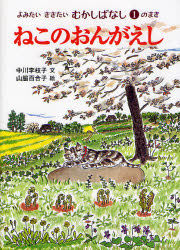 よみたい ききたい むかしばなし 1のまき
ねこのおんがえし
中川李枝子 文
山脇百合子 絵